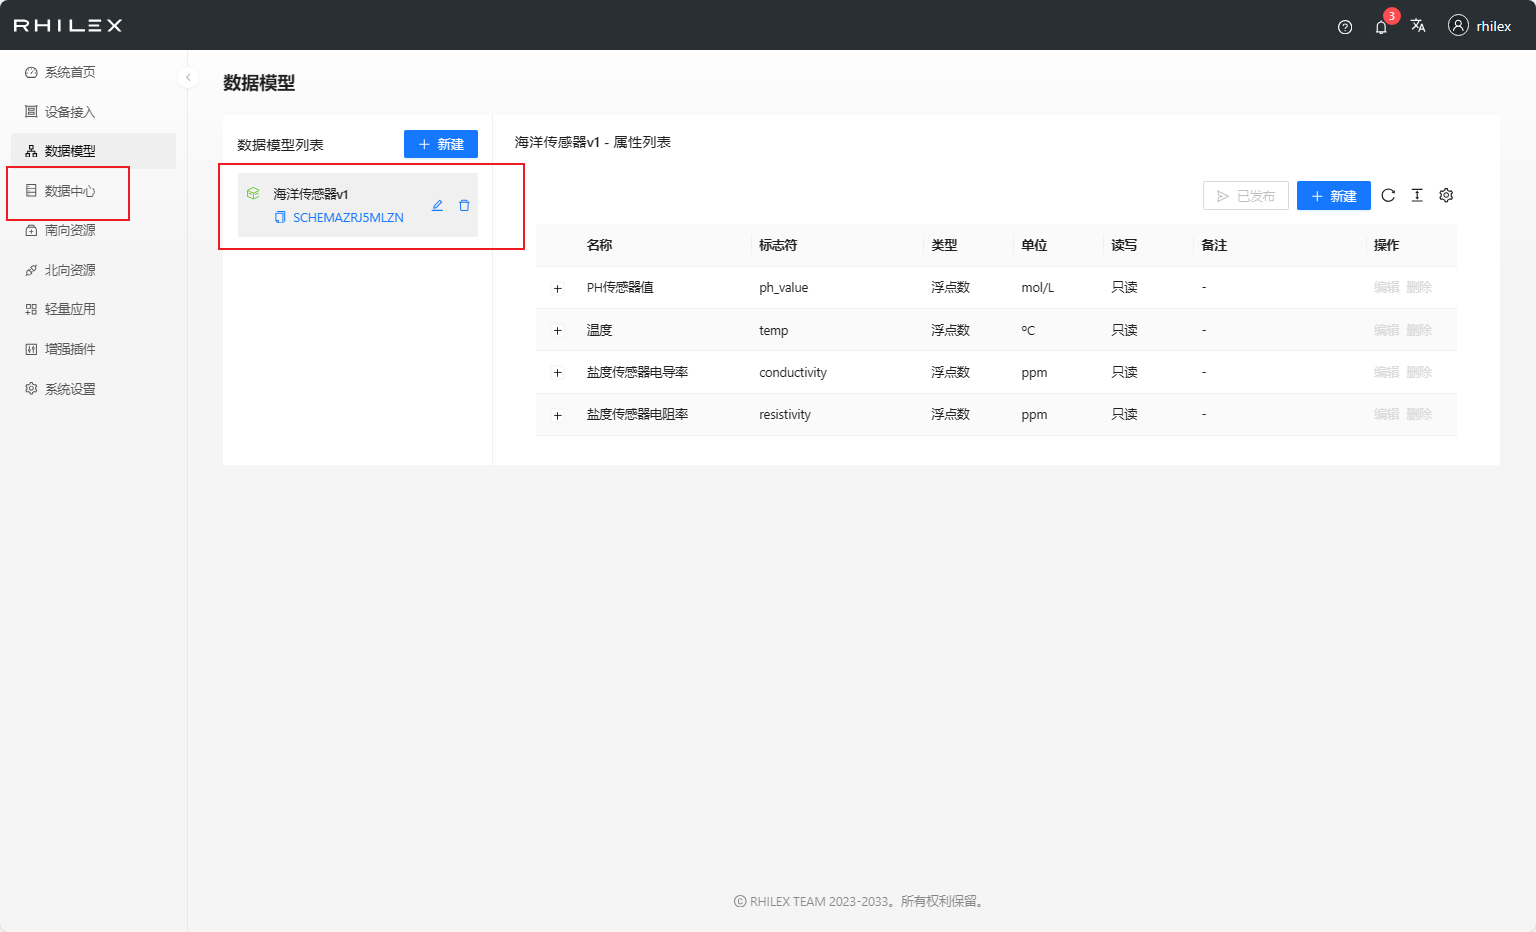 RHILEX
3
rhilex
系统首页
设备接入
数据模型
数据中心
南向资源
北向资源
轻量应用
增强插件
系统设置
数据模型
数据模型列表
新建
海洋传感器v1
SCHEMAZRJ5MLZN
海洋传感器v1 - 属性列表
已发布
新建
名称 标志符 类型 单位 读写 备注 操作
PH传感器值 ph_value 浮点数 mol/L 只读 - 编辑 删除
温度 temp 浮点数 ºC 只读 - 编辑 删除
盐度传感器电导率 conductivity 浮点数 ppm 只读 - 编辑 删除
盐度传感器电阻率 resistivity 浮点数 ppm 只读 - 编辑 删除
© RHILEX TEAM 2023-2033。所有权利保留。